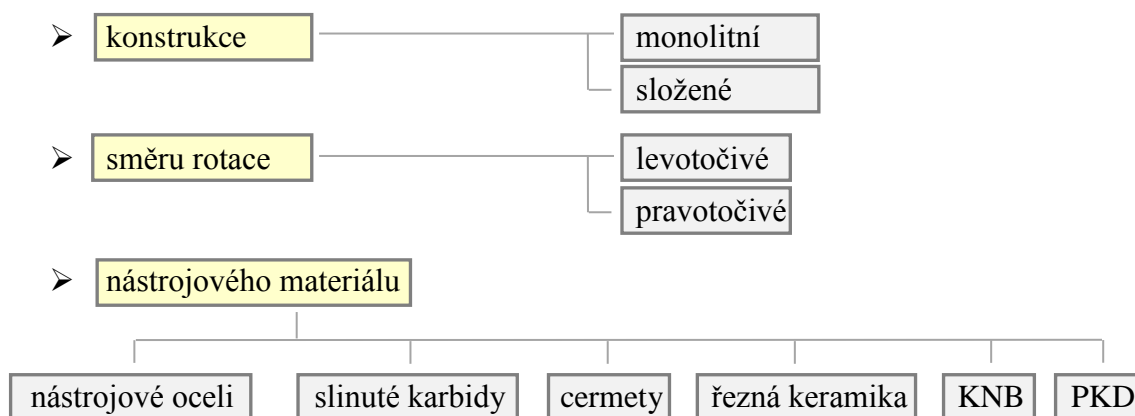 ➢ konstrukce monolitní
složené
➢ směru rotace levotočivé
pravotočivé
➢ nástrojového materiálu
nástrojové oceli slinuté karbidy cermety řezná keramika KNB PKD